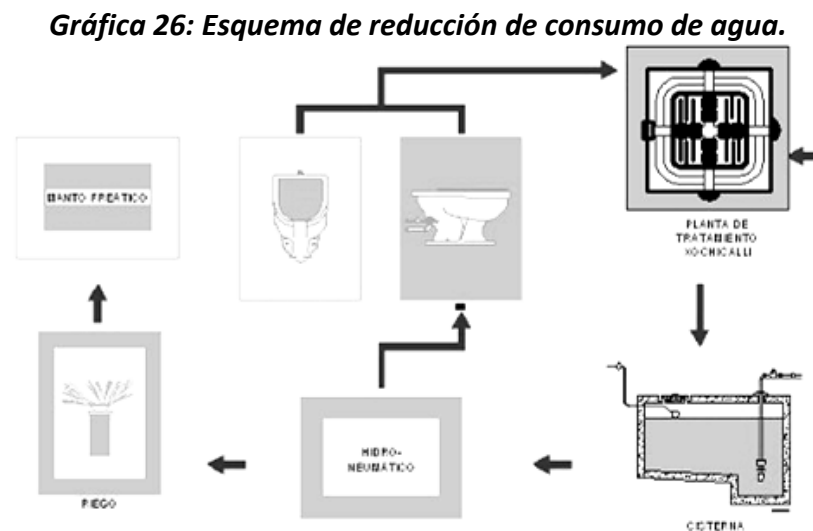 Gráfica 26: Esquema de reducción de consumo de agua.
MANTO FREÁTICO
PLANTA DE
TRATAMIENTO
XOCHICALLI
HIDRO-
NEUMÁTICO
RIEGO
CISTERNA